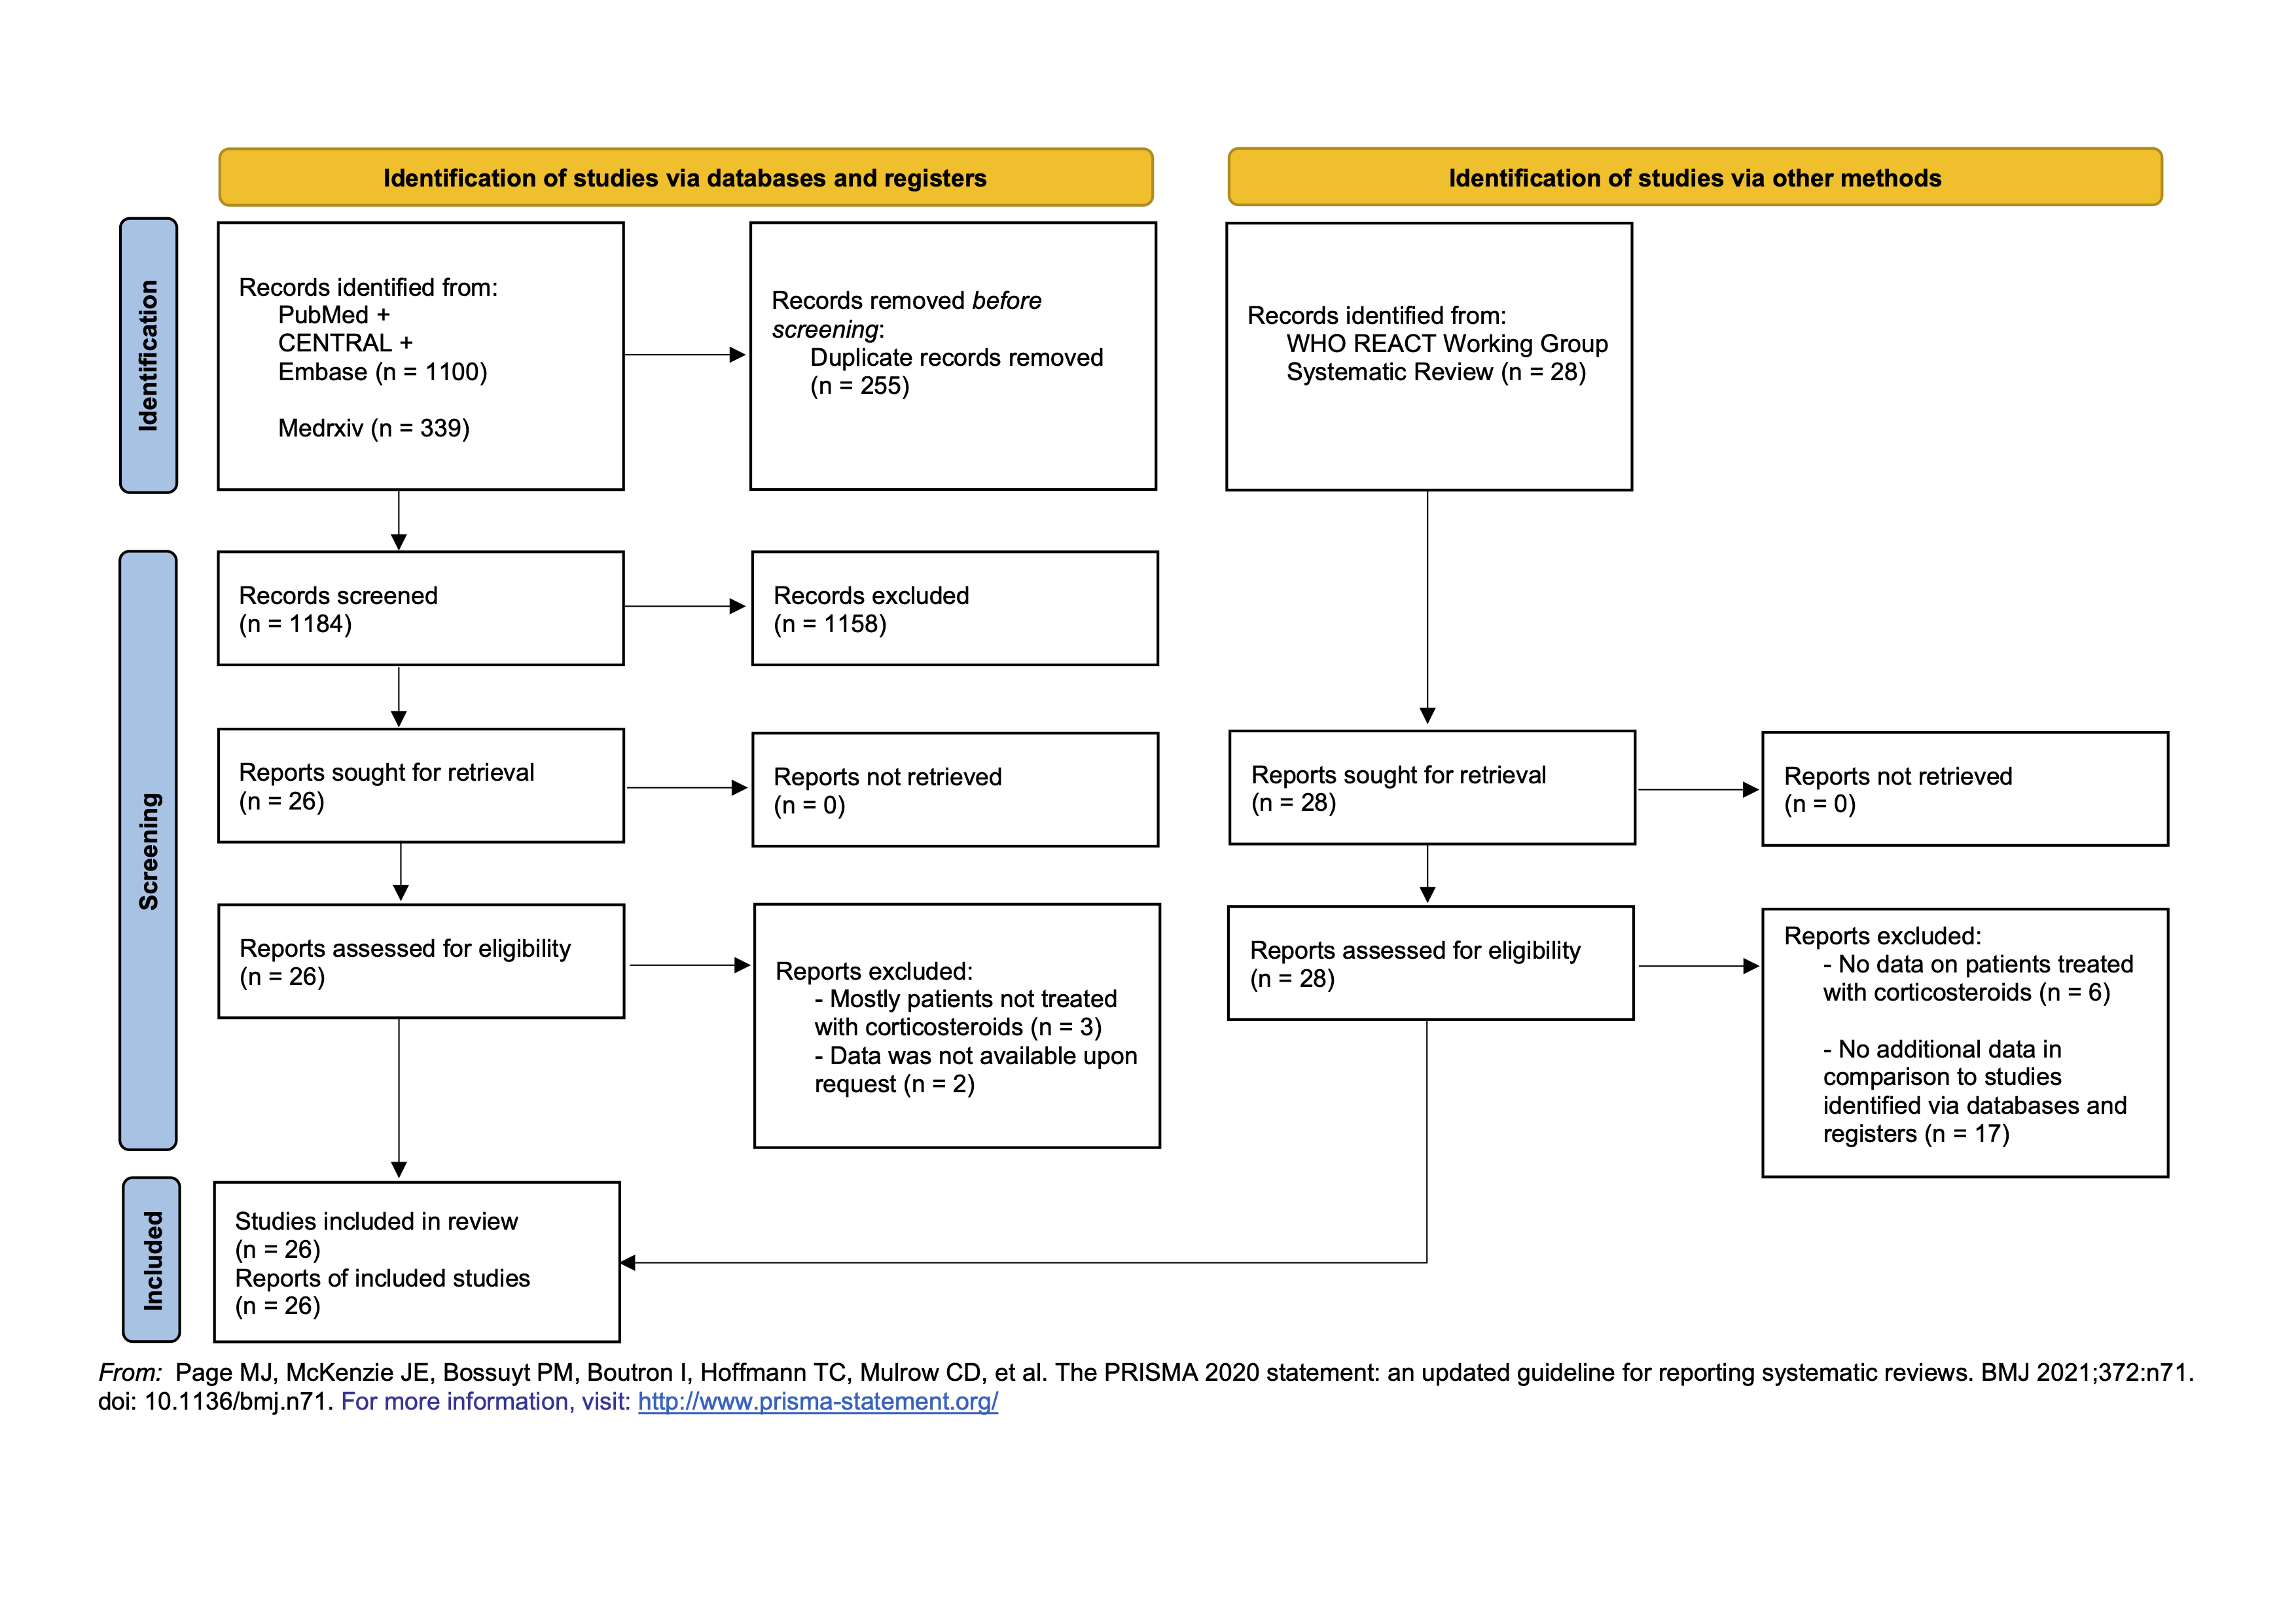 Identification of studies via databases and registers
Identification of studies via other methods
Identification
Records identified from:
PubMed +
CENTRAL +
Embase (n = 1100)
Medrxiv (n = 339)
Records removed before
screening:
Duplicate records removed
(n = 255)
Records identified from:
WHO REACT Working Group
Systematic Review (n = 28)
Screening
Records screened
(n = 1184)
Records excluded
(n = 1158)
Reports sought for retrieval
(n = 26)
Reports not retrieved
(n = 0)
Reports sought for retrieval
(n = 28)
Reports not retrieved
(n = 0)
Reports assessed for eligibility
(n = 26)
Reports excluded:
- Mostly patients not treated
with corticosteroids (n = 3)
- Data was not available upon
request (n = 2)
Reports assessed for eligibility
(n = 28)
Reports excluded:
- No data on patients treated
with corticosteroids (n = 6)
- No additional data in
comparison to studies
identified via databases and
registers (n = 17)
Included
Studies included in review
(n = 26)
Reports of included studies
(n = 26)
From: Page MJ, McKenzie JE, Bossuyt PM, Boutron I, Hoffmann TC, Mulrow CD, et al. The PRISMA 2020 statement: an updated guideline for reporting systematic reviews. BMJ 2021;372:n71.
doi: 10.1136/bmj.n71. For more information, visit: http://www.prisma-statement.org/